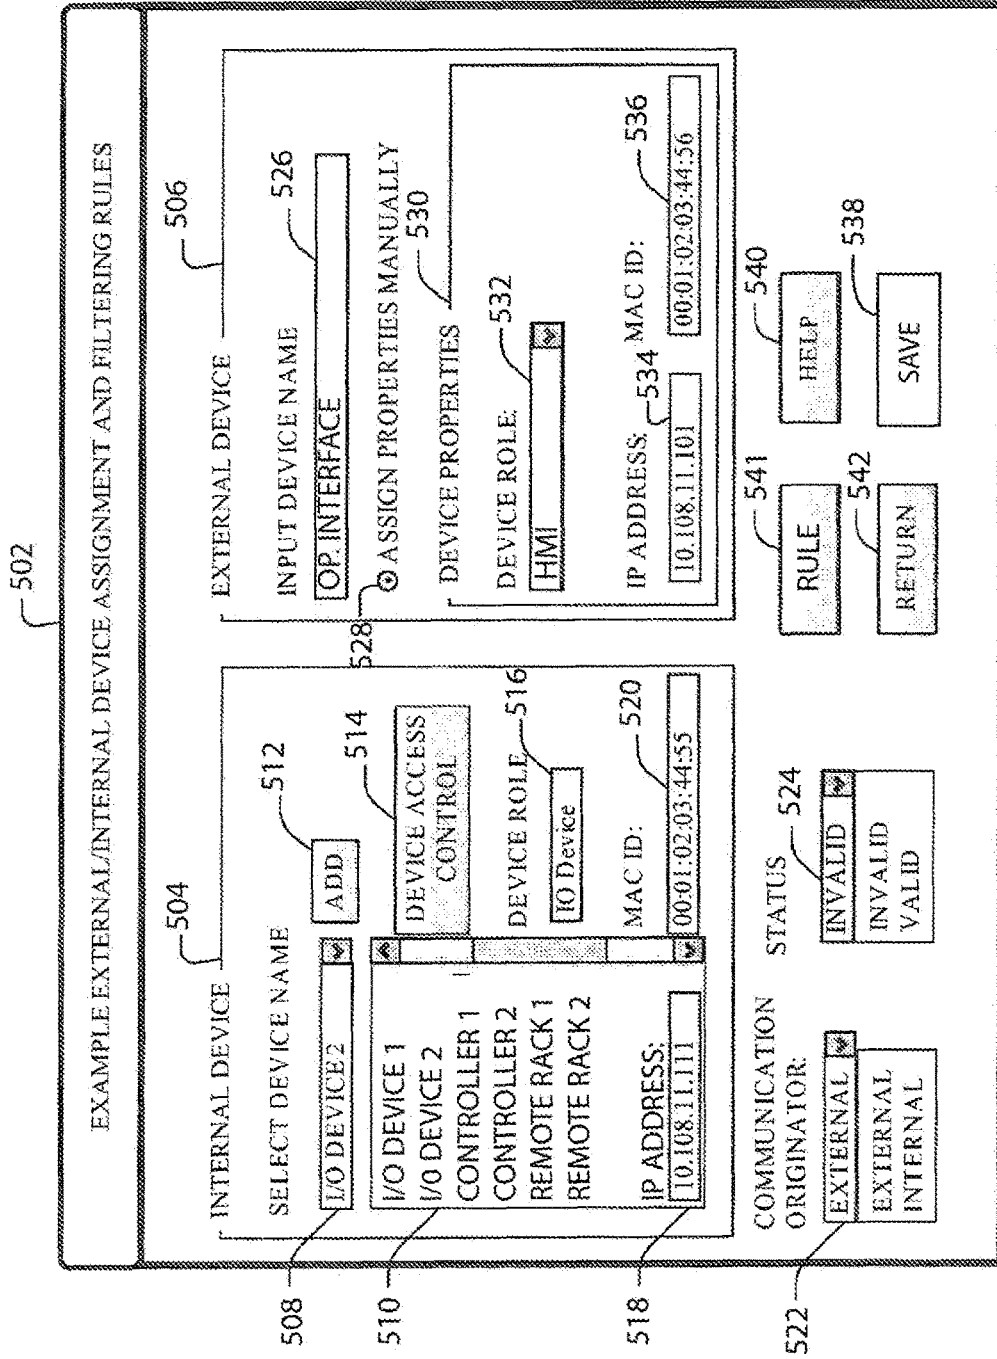 502
EXAMPLE EXTERNAL/INTERNAL DEVICE ASSIGNMENT AND FILTERING RULES
504
INTERNAL DEVICE
SELECT DEVICE NAME
512
508
I/O DEVICE 2
ADD
514
510
I/O DEVICE 1
I/O DEVICE 2
CONTROLLER 1
CONTROLLER 2
REMOTE RACK 1
REMOTE RACK 2
DEVICE ACCESS
CONTROL
DEVICE ROLE
516
IO Device
IP ADDRESS:
MAC ID:
520
518
10.108.11.111
00:01:02:03:44:55
506
EXTERNAL DEVICE
INPUT DEVICE NAME
526
OP. INTERFACE
528
ASSIGN PROPERTIES MANUALLY
530
DEVICE PROPERTIES
DEVICE ROLE:
532
HMI
IP ADDRESS:
534
MAC ID:
536
10.108.11.101
00:01:02:03:44:56
COMMUNICATION
ORIGINATOR:
STATUS
524
522
EXTERNAL
EXTERNAL
INTERNAL
INVALID
INVALID
VALID
541
RULE
540
HELP
542
RETURN
538
SAVE